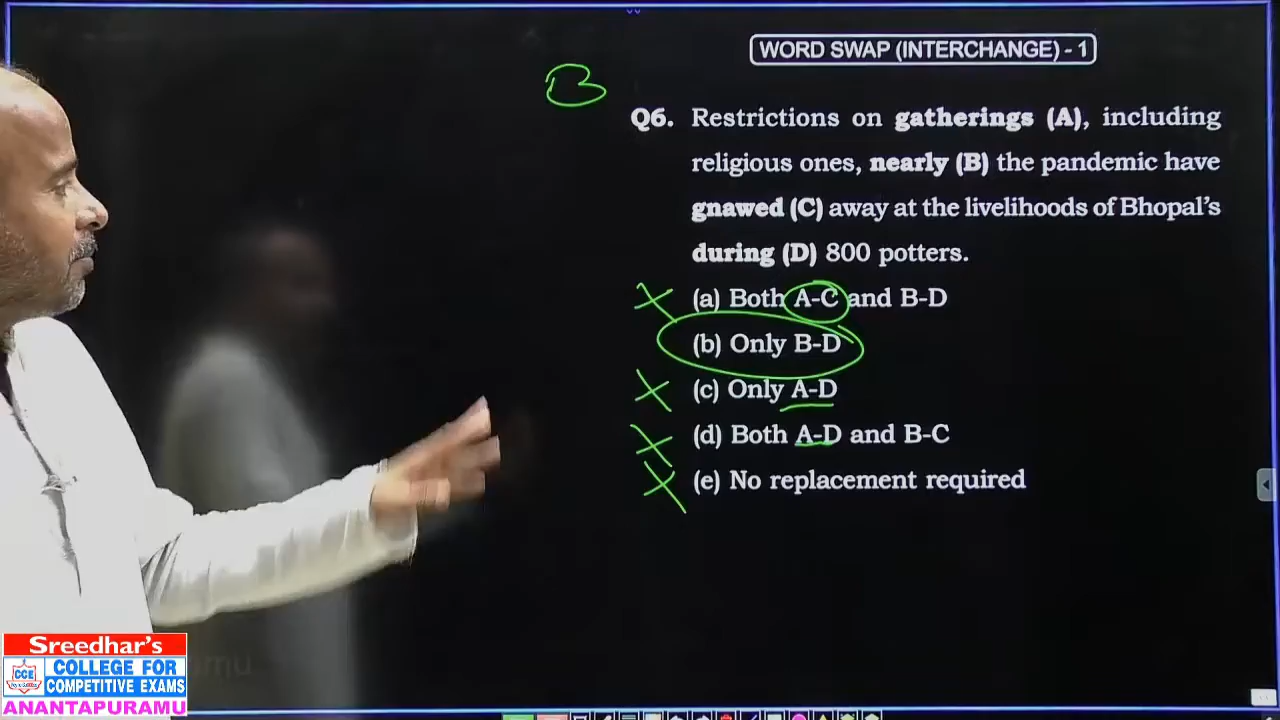 WORD SWAP (INTERCHANGE) - 1
B
Q6. Restrictions on gatherings (A), including
religious ones, nearly (B) the pandemic have
gnawed (C) away at the livelihoods of Bhopal's
during (D) 800 potters.
(a) Both A-C and B-D
(b) Only B-D
(c) Only A-D
(d) Both A-D and B-C
(e) No replacement required
Sreedhar's
CCE
COLLEGE FOR
COMPETITIVE EXAMS
ANANTAPURAMU